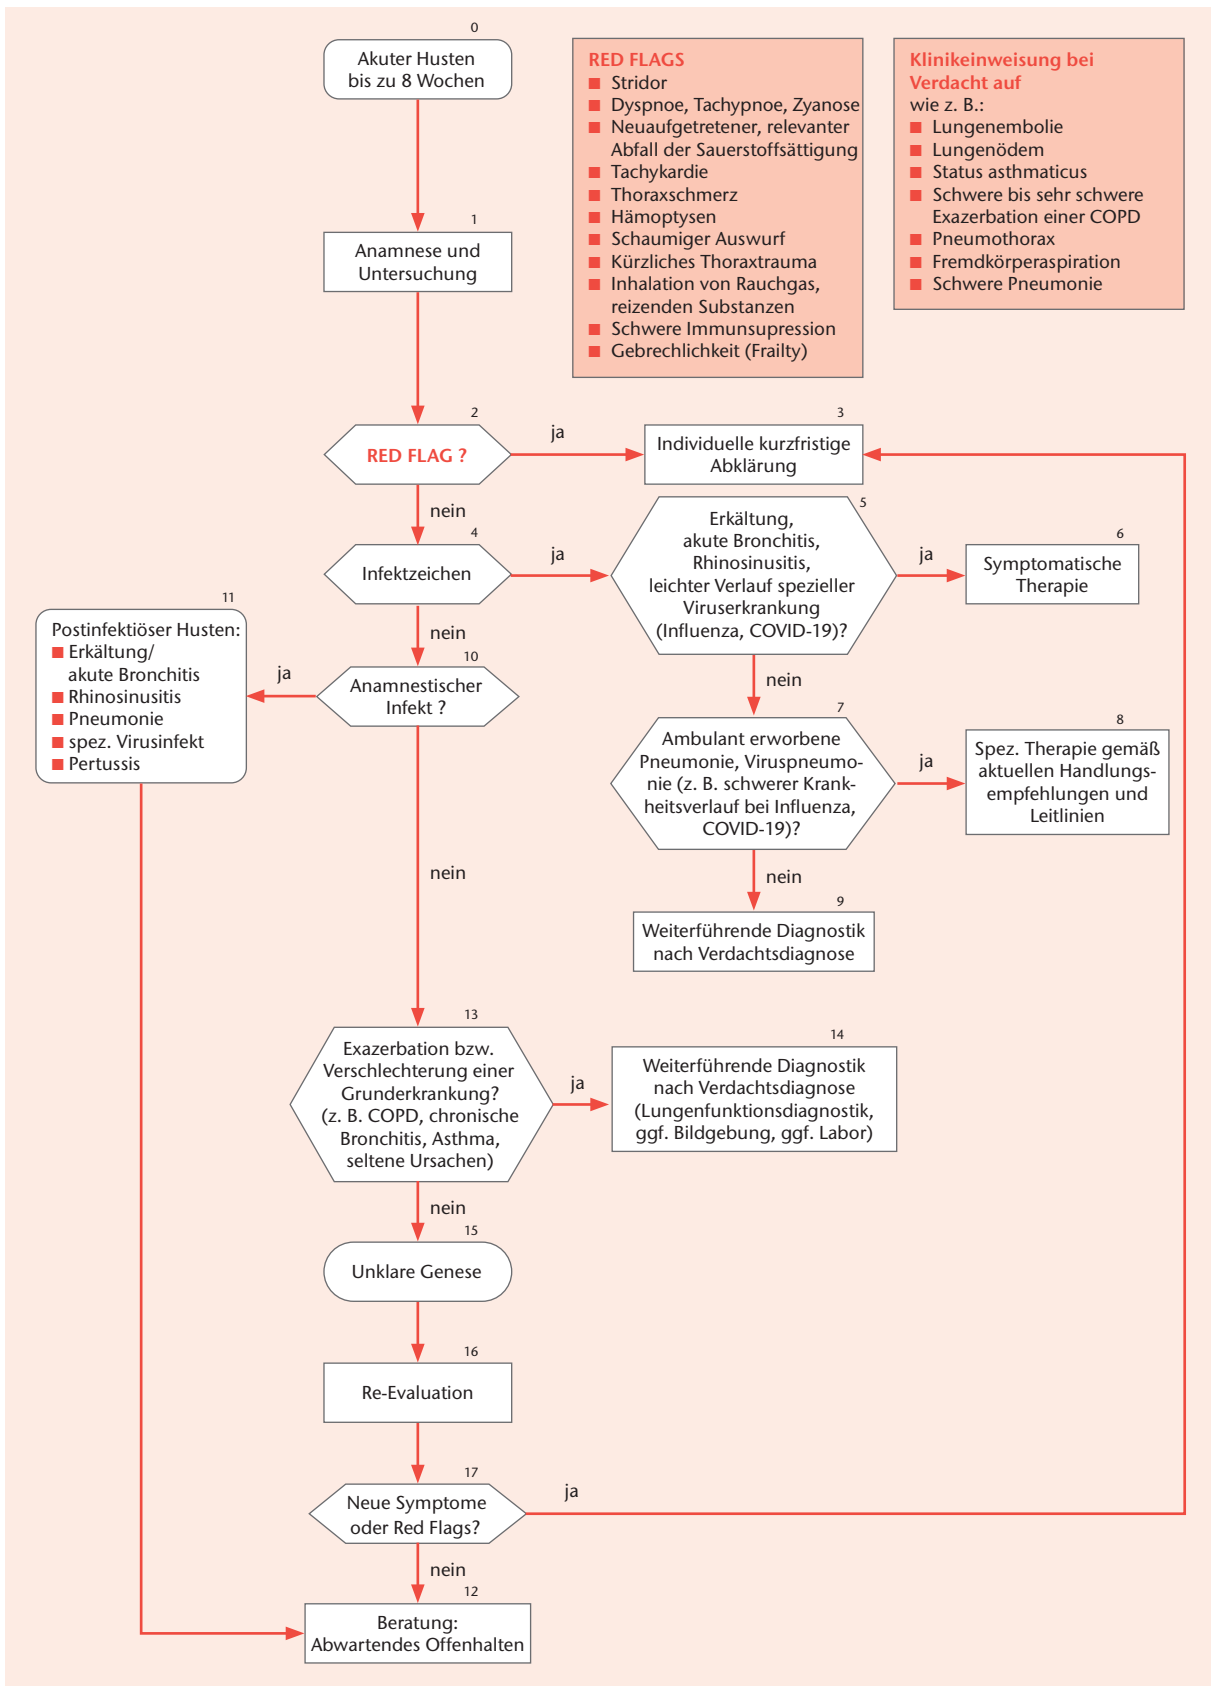 0
Akuter Husten
bis zu 8 Wochen
RED FLAGS
Stridor
Dyspnoe, Tachypnoe, Zyanose
Neuaufgetretener, relevanter
Abfall der Sauerstoffsättigung
Tachykardie
Thoraxschmerz
Hämoptysen
Schaumiger Auswurf
Kürzliches Thoraxtrauma
Inhalation von Rauchgas,
reizenden Substanzen
Schwere Immunsupression
Gebrechlichkeit (Frailty)
Klinikeinweisung bei
Verdacht auf
wie z. B.:
Lungenembolie
Lungenödem
Status asthmaticus
Schwere bis sehr schwere
Exazerbation einer COPD
Pneumothorax
Fremdkörperaspiration
Schwere Pneumonie
1
Anamnese und
Untersuchung
2
RED FLAG ?
ja
3
Individuelle kurzfristige
Abklärung
nein
4
Infektzeichen
ja
5
Erkältung,
akute Bronchitis,
Rhinosinusitis,
leichter Verlauf spezieller
Viruserkrankung
(Influenza, COVID-19)?
ja
6
Symptomatische
Therapie
nein
7
Ambulant erworbene
Pneumonie, Viruspneumo-
nie (z. B. schwerer Krank-
heitsverlauf bei Influenza,
COVID-19)?
ja
8
Spez. Therapie gemäß
aktuellen Handlungs-
empfehlungen und
Leitlinien
nein
9
Weiterführende Diagnostik
nach Verdachtsdiagnose
nein
10
Anamnestischer
Infekt ?
ja
11
Postinfektiöser Husten:
Erkältung/
akute Bronchitis
Rhinosinusitis
Pneumonie
spez. Virusinfekt
Pertussis
nein
13
Exazerbation bzw.
Verschlechterung einer
Grunderkrankung?
(z. B. COPD, chronische
Bronchitis, Asthma,
seltene Ursachen)
ja
14
Weiterführende Diagnostik
nach Verdachtsdiagnose
(Lungenfunktionsdiagnostik,
ggf. Bildgebung, ggf. Labor)
nein
15
Unklare Genese
16
Re-Evaluation
17
Neue Symptome
oder Red Flags?
ja
nein
12
Beratung:
Abwartendes Offenhalten